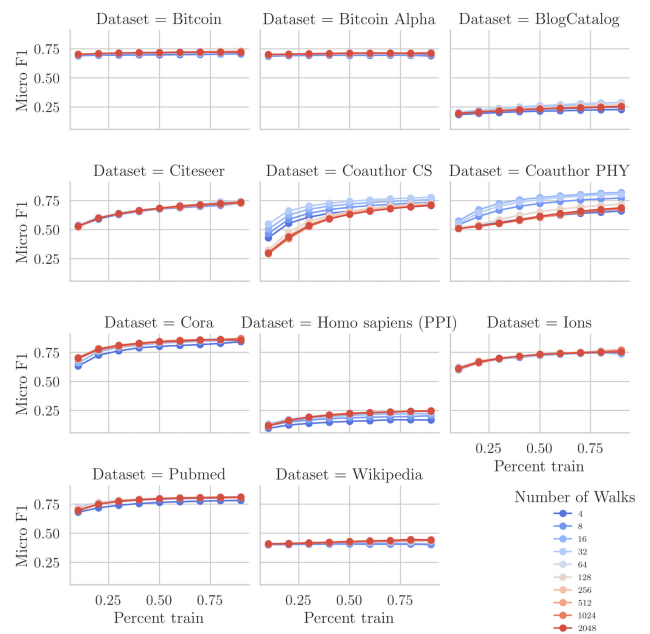 Dataset = Bitcoin
Dataset = Bitcoin Alpha
Dataset = BlogCatalog
Micro F1
0.75
0.50
0.25
Dataset = Citeseer
Dataset = Coauthor CS
Dataset = Coauthor PHY
Micro F1
0.75
0.50
0.25
Dataset = Cora
Dataset = Homo sapiens (PPI)
Dataset = Ions
Micro F1
0.75
0.50
0.25
0.25 0.50 0.75
Percent train
Dataset = Pubmed
Dataset = Wikipedia
Micro F1
0.75
0.50
0.25
0.25 0.50 0.75
Percent train
0.25 0.50 0.75
Percent train
Number of Walks
4
8
16
32
64
128
256
512
1024
2048